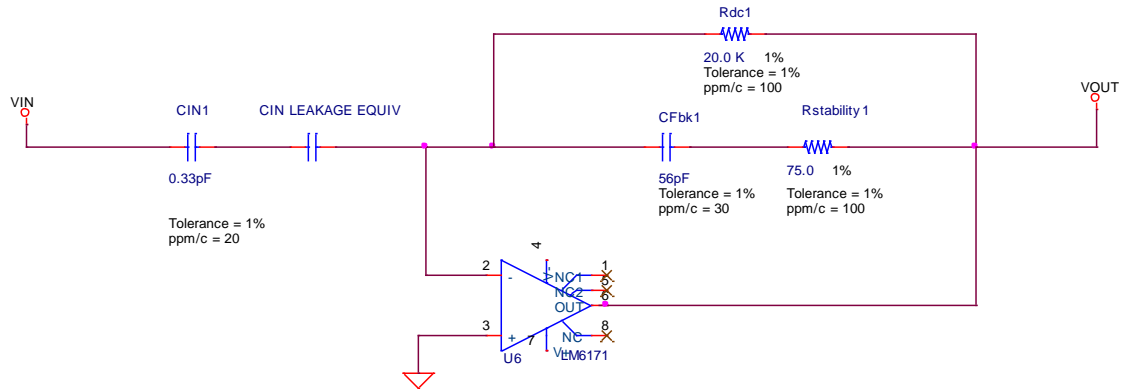 Rdc1
20.0 K 1%
Tolerance = 1%
ppm/c = 100
VIN
VOUT
CIN1
CIN LEAKAGE EQUIV
CFbk1
Rstability1
0.33pF
56pF
75.0 1%
Tolerance = 1%
ppm/c = 30
Tolerance = 1%
ppm/c = 100
Tolerance = 1%
ppm/c = 20
4
V-
2
-
NC1
1
NC2
5
OUT
6
3
+
7
V+
NC
8
U6
LM6171